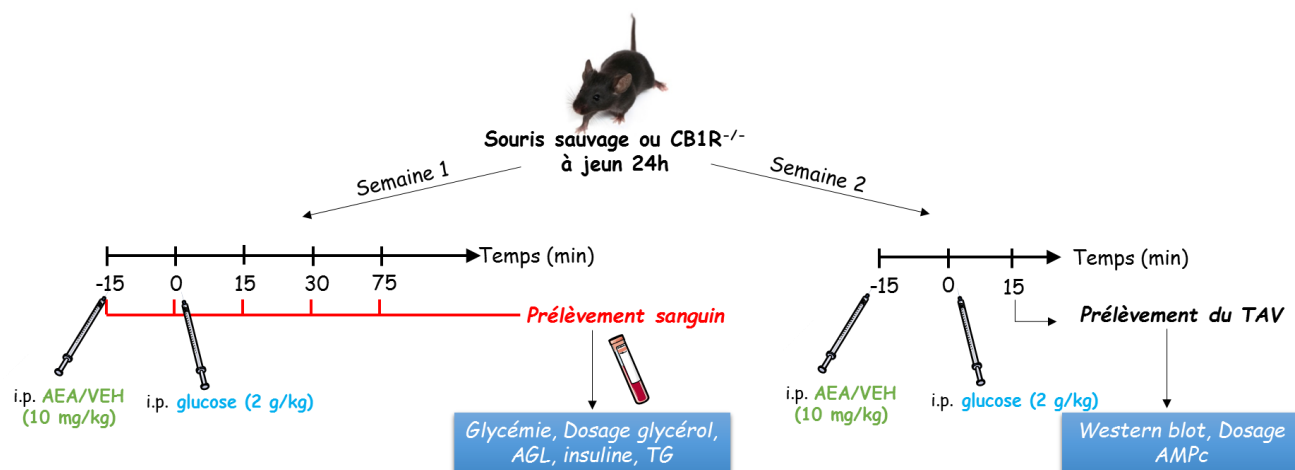 Souris sauvage ou CB1R-/-
à jeun 24h
Semaine 1
Semaine 2
Temps (min)
-15 0 15 30 75
Prélèvement sanguin
i.p. AEA/VEH
(10 mg/kg)
i.p. glucose (2 g/kg)
Glycémie, Dosage glycérol,
AGL, insuline, TG
Temps (min)
-15 0 15
Prélèvement du TAV
i.p. AEA/VEH
(10 mg/kg)
i.p. glucose (2 g/kg)
Western blot, Dosage
AMPc